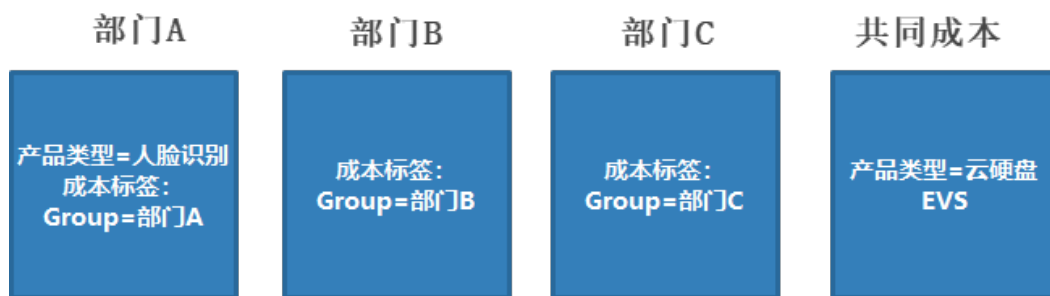 部门A
部门B
部门C
共同成本
产品类型=人脸识别
成本标签：
Group=部门A
成本标签：
Group=部门B
成本标签：
Group=部门C
产品类型=云硬盘
EVS